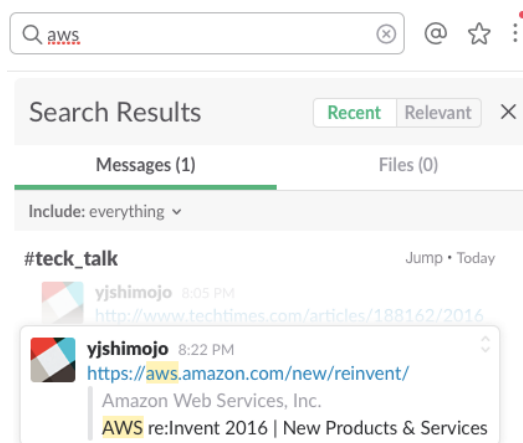 aws
Search Results
Recent Relevant
Messages (1) Files (0)
Include: everything
#teck_talk Jump • Today
yjshimojo 8:05 PM
http://www.techtimes.com/articles/188162/2016
yjshimojo 8:22 PM
https://aws.amazon.com/new/reinvent/
Amazon Web Services, Inc.
AWS re:Invent 2016 | New Products & Services